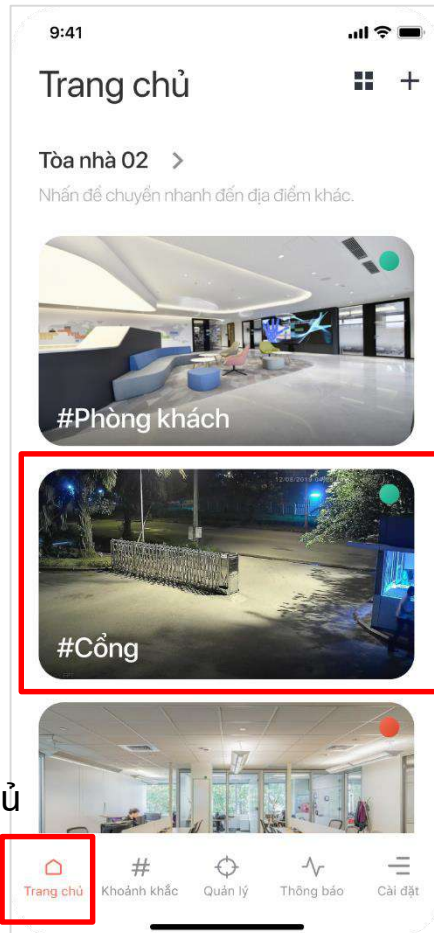 9:41
Trang chủ
Tòa nhà 02 >
Nhấn để chuyển nhanh đến địa điểm khác.
#Phòng khách
#Cổng
ủ
Trang chủ
Khoảnh khắc
Quản lý
Thông báo
Cài đặt